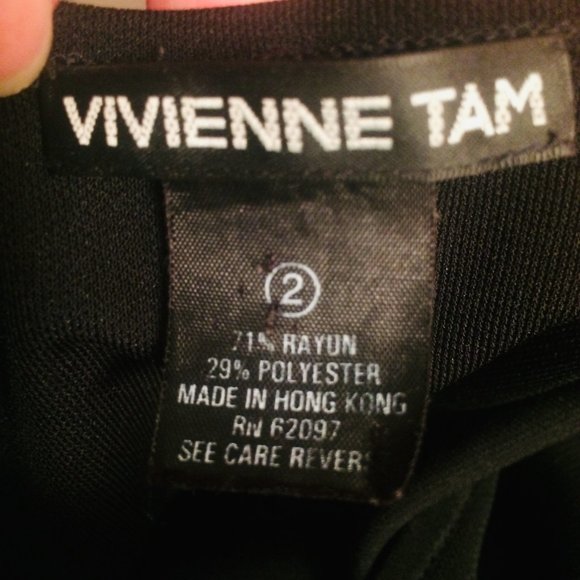 VIVIENNE TAM
2
71% RAYON
29% POLYESTER
MADE IN HONG KONG
RN 62097
SEE CARE REVERS